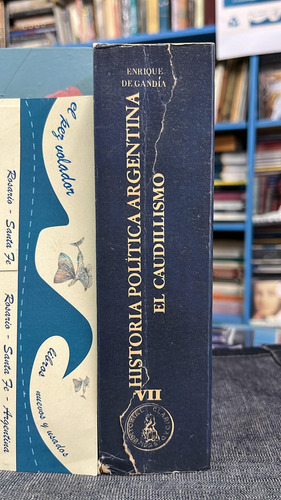 ENRIQUE
DE GANDÍA
HISTORIA POLÍTICA ARGENTINA
EL CAUDILLISMO
VII
el pez volador
Rosario - Santa Fe
Rosario - Santa Fe - Argentina
libros
nuevos y usados